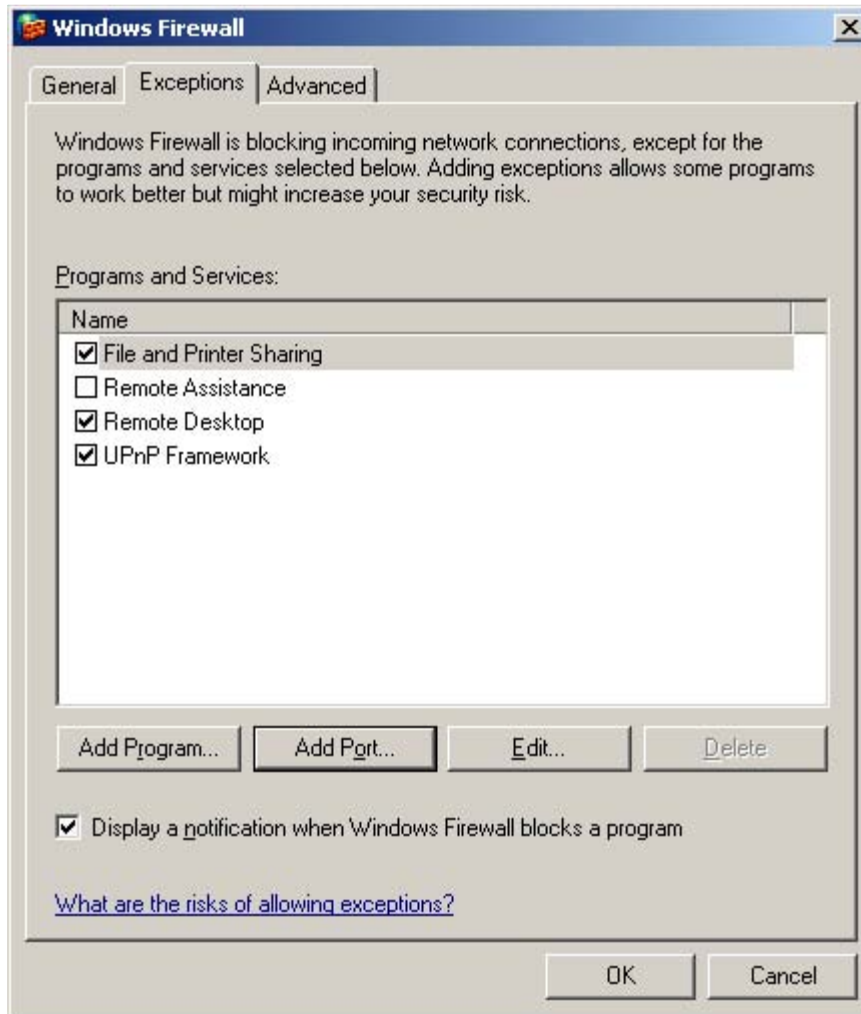 Windows Firewall
General Exceptions Advanced
Windows Firewall is blocking incoming network connections, except for the
programs and services selected below. Adding exceptions allows some programs
to work better but might increase your security risk.
Programs and Services:
Name
File and Printer Sharing
Remote Assistance
Remote Desktop
UPnP Framework
Add Program... Add Port... Edit... Delete
Display a notification when Windows Firewall blocks a program
What are the risks of allowing exceptions?
OK Cancel